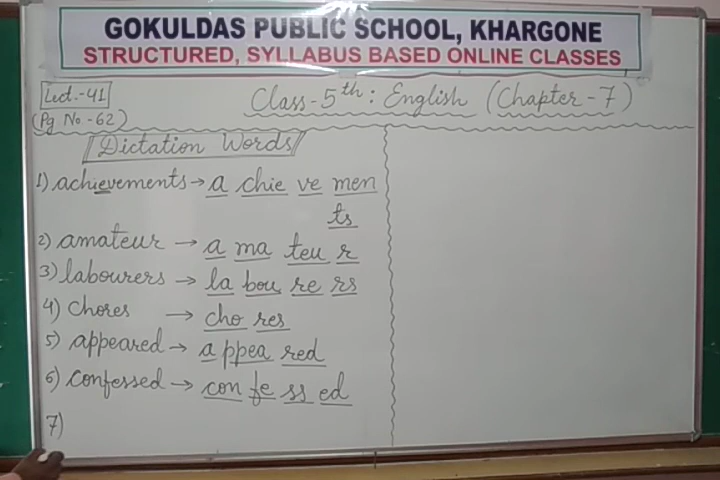 GOKULDAS PUBLIC SCHOOL, KHARGONE
STRUCTURED, SYLLABUS BASED ONLINE CLASSES
Lect.-41
Class-5th: English (Chapter-7)
(Pg No-62)
Dictation Words
1) achievements → a chie ve men
ts
2) amateur → a ma teu r
3) labourers → la bou re rs
4) Chores → cho res
5) appeared → a ppea red
6) confessed → con fe ss ed
7)